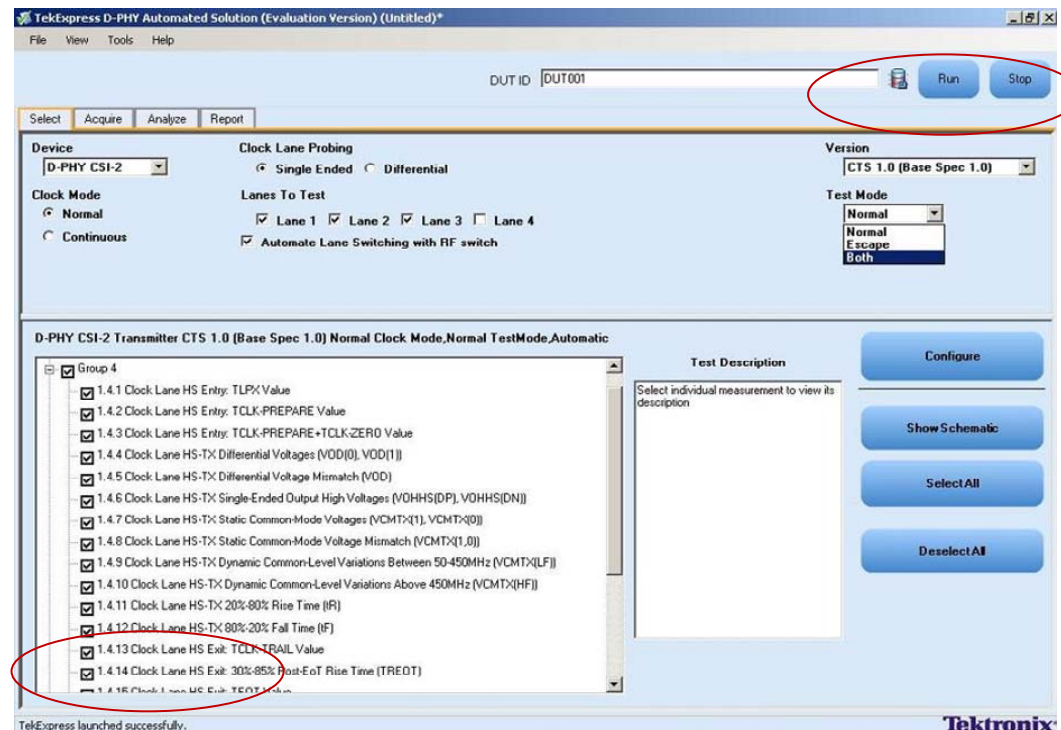 TekExpress D-PHY Automated Solution (Evaluation Version) (Untitled)*
File View Tools Help
DUT ID DUT001 Run Stop
Select Acquire Analyze Report
Device Clock Lane Probing Version
D-PHY CSI-2 Single Ended Differential CTS 1.0 (Base Spec 1.0)
Clock Mode Lanes To Test Test Mode
Normal Lane 1 Lane 2 Lane 3 Lane 4 Normal
Normal
Continuous Automate Lane Switching with RF switch Escape
Both
D-PHY CSI-2 Transmitter CTS 1.0 (Base Spec 1.0) Normal Clock Mode,Normal TestMode,Automatic
Group 4
1.4.1 Clock Lane HS Entry: TLPX Value
1.4.2 Clock Lane HS Entry: TCLK-PREPARE Value
1.4.3 Clock Lane HS Entry: TCLK-PREPARE+TCLK-ZERO Value
1.4.4 Clock Lane HS-TX Differential Voltages (VOD(0), VOD(1))
1.4.5 Clock Lane HS-TX Differential Voltage Mismatch (VOD)
1.4.6 Clock Lane HS-TX Single-Ended Output High Voltages (VOHHS(DP), VOHHS(DN))
1.4.7 Clock Lane HS-TX Static Common-Mode Voltages (VCMTX(1), VCMTX(0))
1.4.8 Clock Lane HS-TX Static Common-Mode Voltage Mismatch (VCMTX(1,0))
1.4.9 Clock Lane HS-TX Dynamic Common-Level Variations Between 50-450MHz (VCMTX(LF))
1.4.10 Clock Lane HS-TX Dynamic Common-Level Variations Above 450MHz (VCMTX(HF))
1.4.11 Clock Lane HS-TX 20%-80% Rise Time (tR)
1.4.12 Clock Lane HS-TX 80%-20% Fall Time (tF)
1.4.13 Clock Lane HS Exit: TCLK-TRAIL Value
1.4.14 Clock Lane HS Exit: 30%-85% Post-EoT Rise Time (TREOT)
1.4.15 Clock Lane HS Exit: TEOT Value
Test Description
Select individual measurement to view its
description
Configure
Show Schematic
Select All
Deselect All
TekExpress launched successfully.
Tektronix